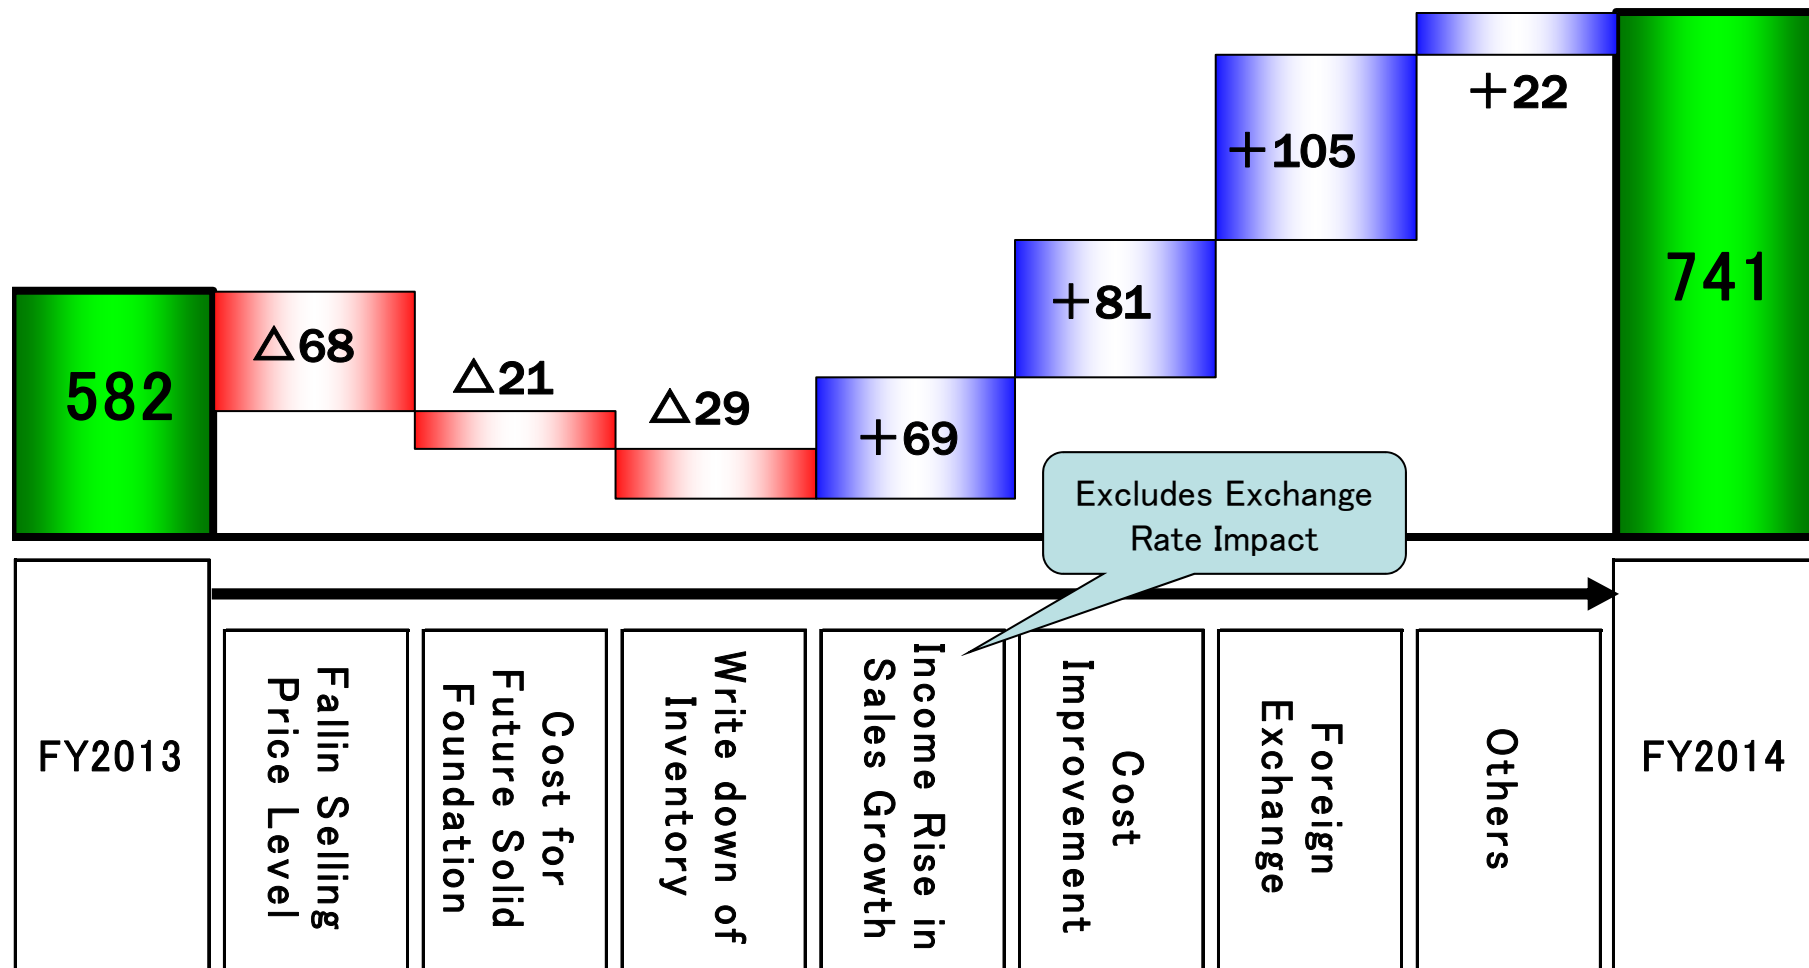 582
△68
△21
△29
+69
+81
+105
+22
741
Excludes Exchange
Rate Impact
FY2013
Fallin Selling
Price Level
Cost for
Future Solid
Foundation
Write down of
Inventory
Income Rise in
Sales Growth
Cost
Improvement
Foreign
Exchange
Others
FY2014